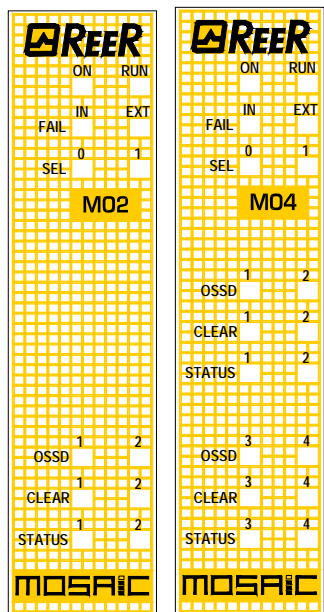 REER
ON RUN
IN EXT
FAIL
0 1
SEL
MO2
1 2
OSSD
1 2
CLEAR
1 2
STATUS
MOSAIC
REER
ON RUN
IN EXT
FAIL
0 1
SEL
MO4
1 2
OSSD
1 2
CLEAR
1 2
STATUS
3 4
OSSD
3 4
CLEAR
3 4
STATUS
MOSAIC